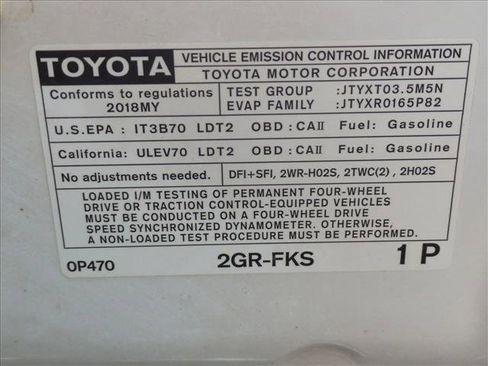 TOYOTA VEHICLE EMISSION CONTROL INFORMATION
TOYOTA MOTOR CORPORATION
Conforms to regulations
2018MY
TEST GROUP :JTYXT03.5M5N
EVAP FAMILY :JTYXR0165P82
U.S.EPA : IT3B70 LDT2 OBD : CAII Fuel: Gasoline
California: ULEV70 LDT2 OBD : CAII Fuel: Gasoline
No adjustments needed. DFI+SFI, 2WR-HO2S, 2TWC(2) , 2HO2S
LOADED I/M TESTING OF PERMANENT FOUR-WHEEL
DRIVE OR TRACTION CONTROL-EQUIPPED VEHICLES
MUST BE CONDUCTED ON A FOUR-WHEEL DRIVE
SPEED SYNCHRONIZED DYNAMOMETER. OTHERWISE,
A NON-LOADED TEST PROCEDURE MUST BE PERFORMED.
0P470 2GR-FKS 1 P